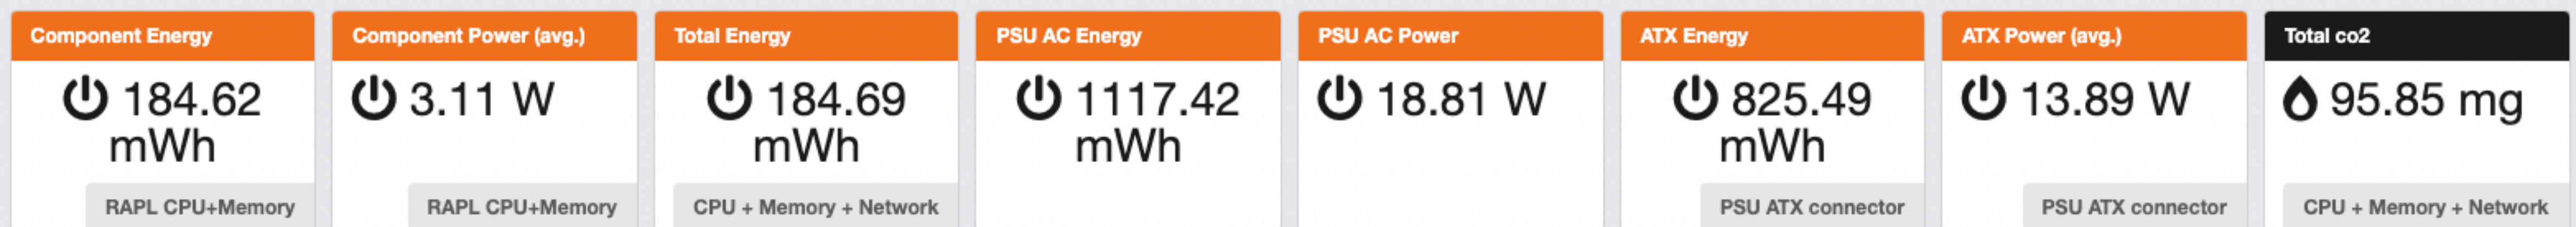 Component Energy
184.62
mWh
RAPL CPU+Memory
Component Power (avg.)
3.11 W
RAPL CPU+Memory
Total Energy
184.69
mWh
CPU + Memory + Network
PSU AC Energy
1117.42
mWh
PSU AC Power
18.81 W
ATX Energy
825.49
mWh
PSU ATX connector
ATX Power (avg.)
13.89 W
PSU ATX connector
Total co2
95.85 mg
CPU + Memory + Network